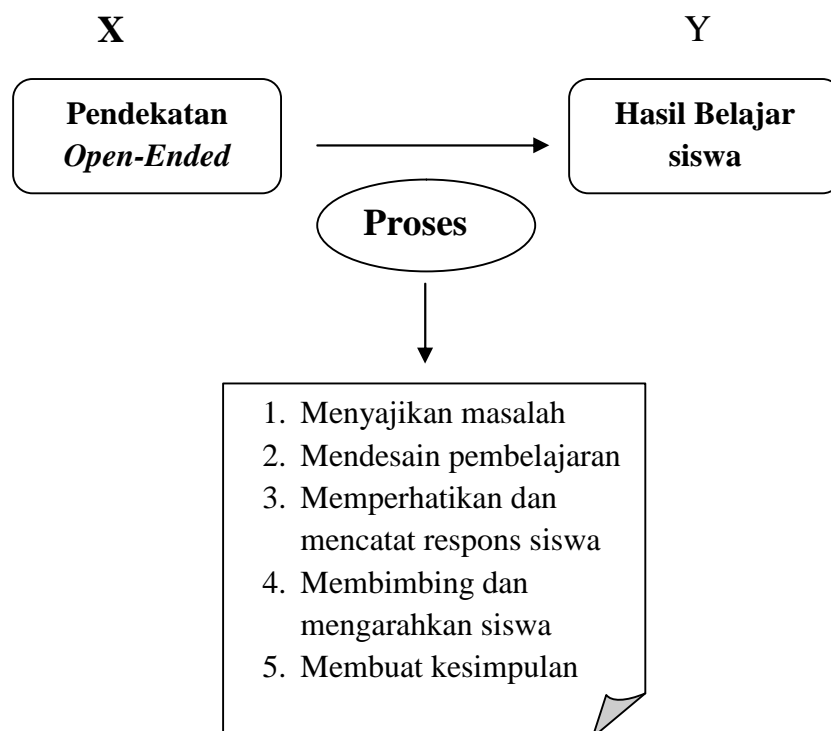 X
Y
Pendekatan
Open-Ended
Hasil Belajar
siswa
Proses
1. Menyajikan masalah
2. Mendesain pembelajaran
3. Memperhatikan dan
mencatat respons siswa
4. Membimbing dan
mengarahkan siswa
5. Membuat kesimpulan